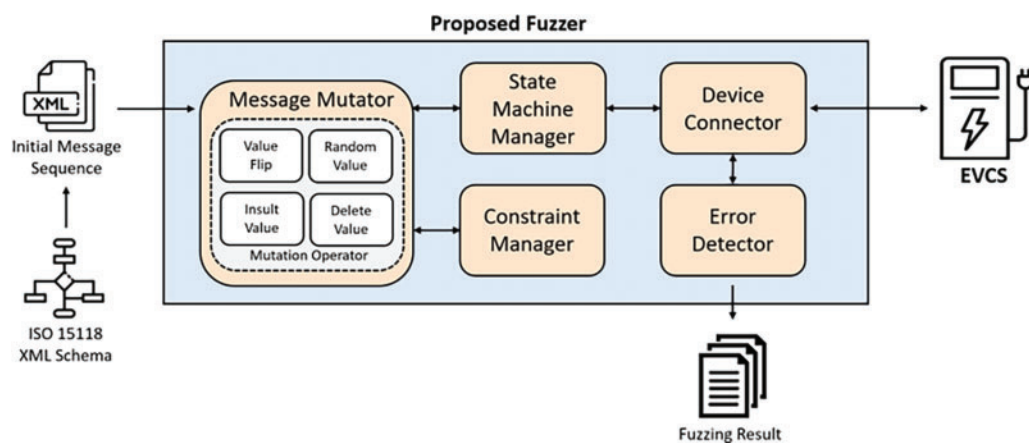 Proposed Fuzzer
XML
Initial Message
Sequence
ISO 15118
XML Schema
Message Mutator
Value
Flip
Random
Value
Insult
Value
Delete
Value
Mutation Operator
State
Machine
Manager
Constraint
Manager
Device
Connector
Error
Detector
EVCS
Fuzzing Result